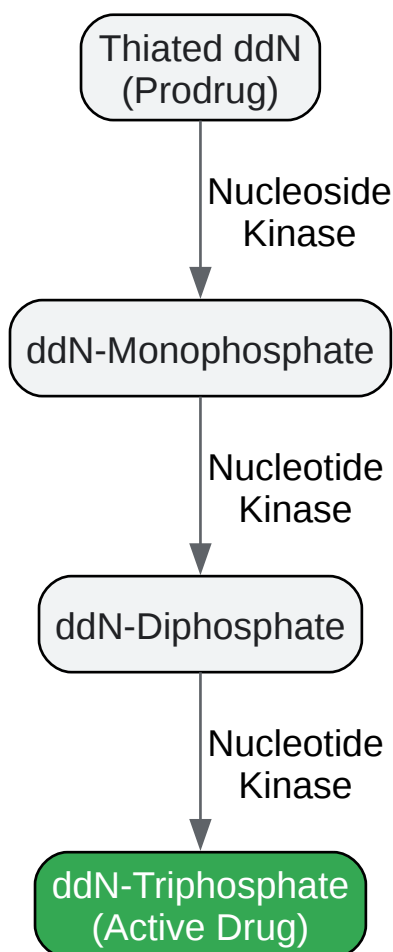 Thiated ddN
(Prodrug)
Nucleoside
Kinase
ddN-Monophosphate
Nucleotide
Kinase
ddN-Diphosphate
Nucleotide
Kinase
ddN-Triphosphate
(Active Drug)